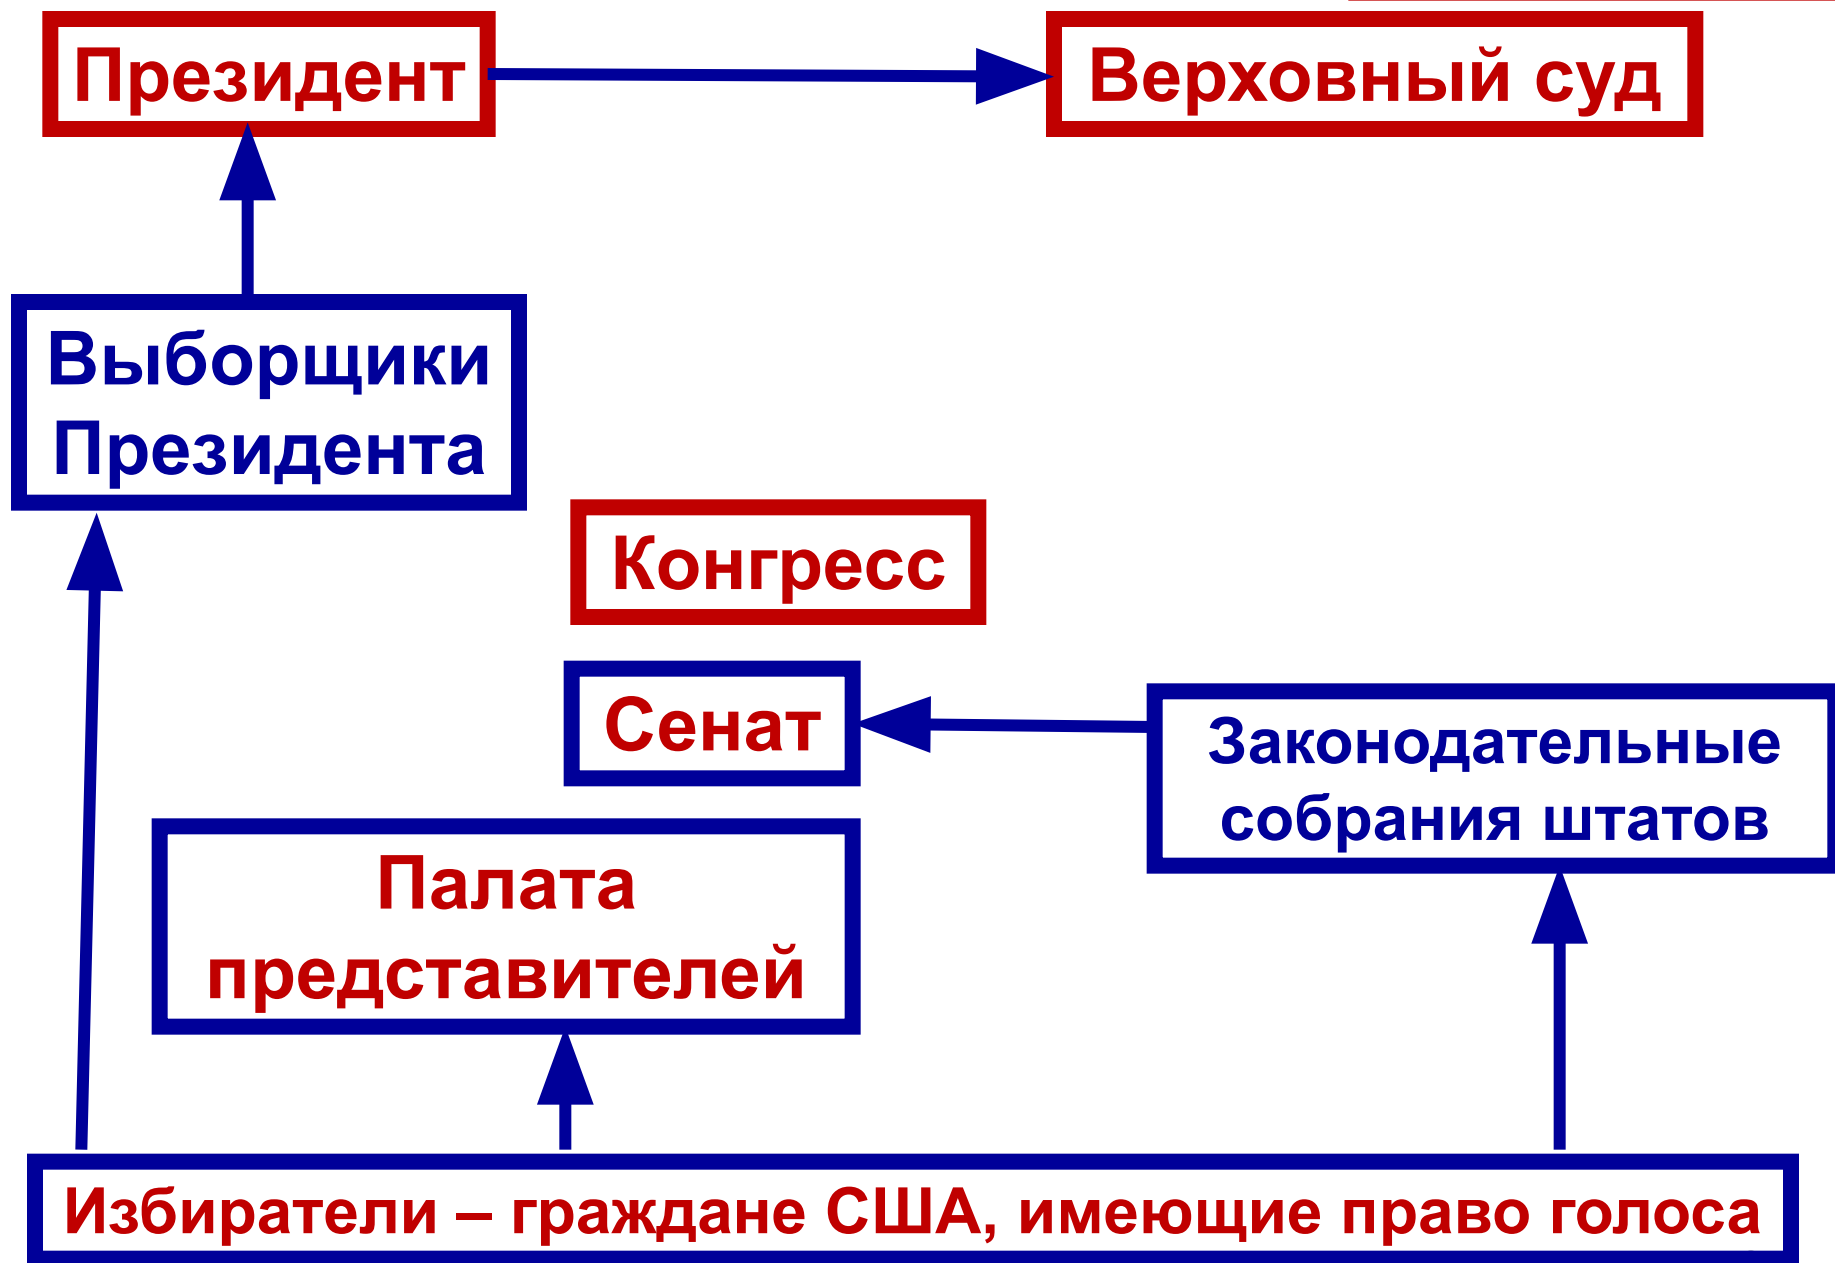 Президент
Верховный суд
Выборщики
Президента
Конгресс
Сенат
Законодательные
собрания штатов
Палата
представителей
Избиратели – граждане США, имеющие право голоса